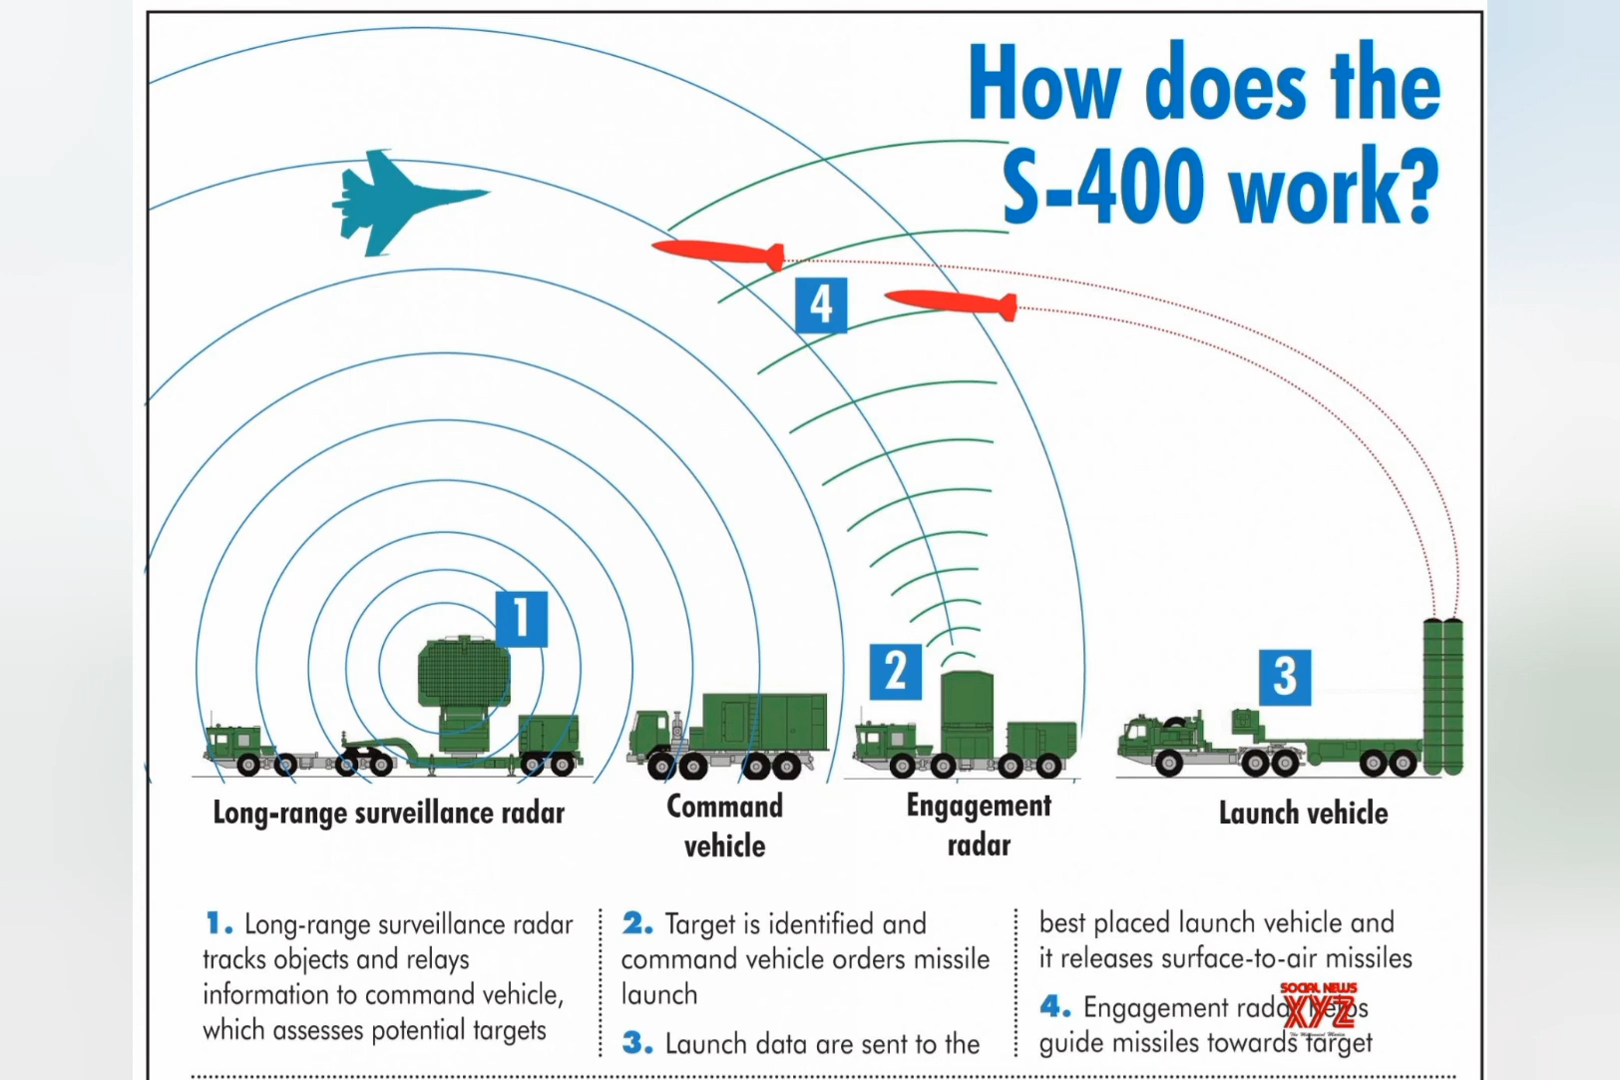 How does the
S-400 work?
4
1
2
3
Long-range surveillance radar
Command
vehicle
Engagement
radar
Launch vehicle
1. Long-range surveillance radar
tracks objects and relays
information to command vehicle,
which assesses potential targets
2. Target is identified and
command vehicle orders missile
launch
3. Launch data are sent to the
best placed launch vehicle and
it releases surface-to-air missiles
4. Engagement radar helps
guide missiles towards target
SOCIAL NEWS
XYZ